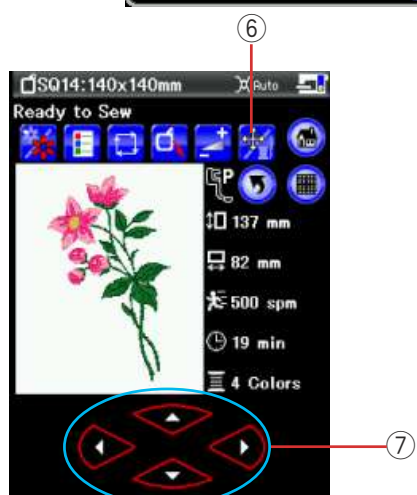 ⑥
SQ14:140x140mm Auto
Ready to Sew
P
137 mm
82 mm
500 spm
19 min
4 Colors
⑦